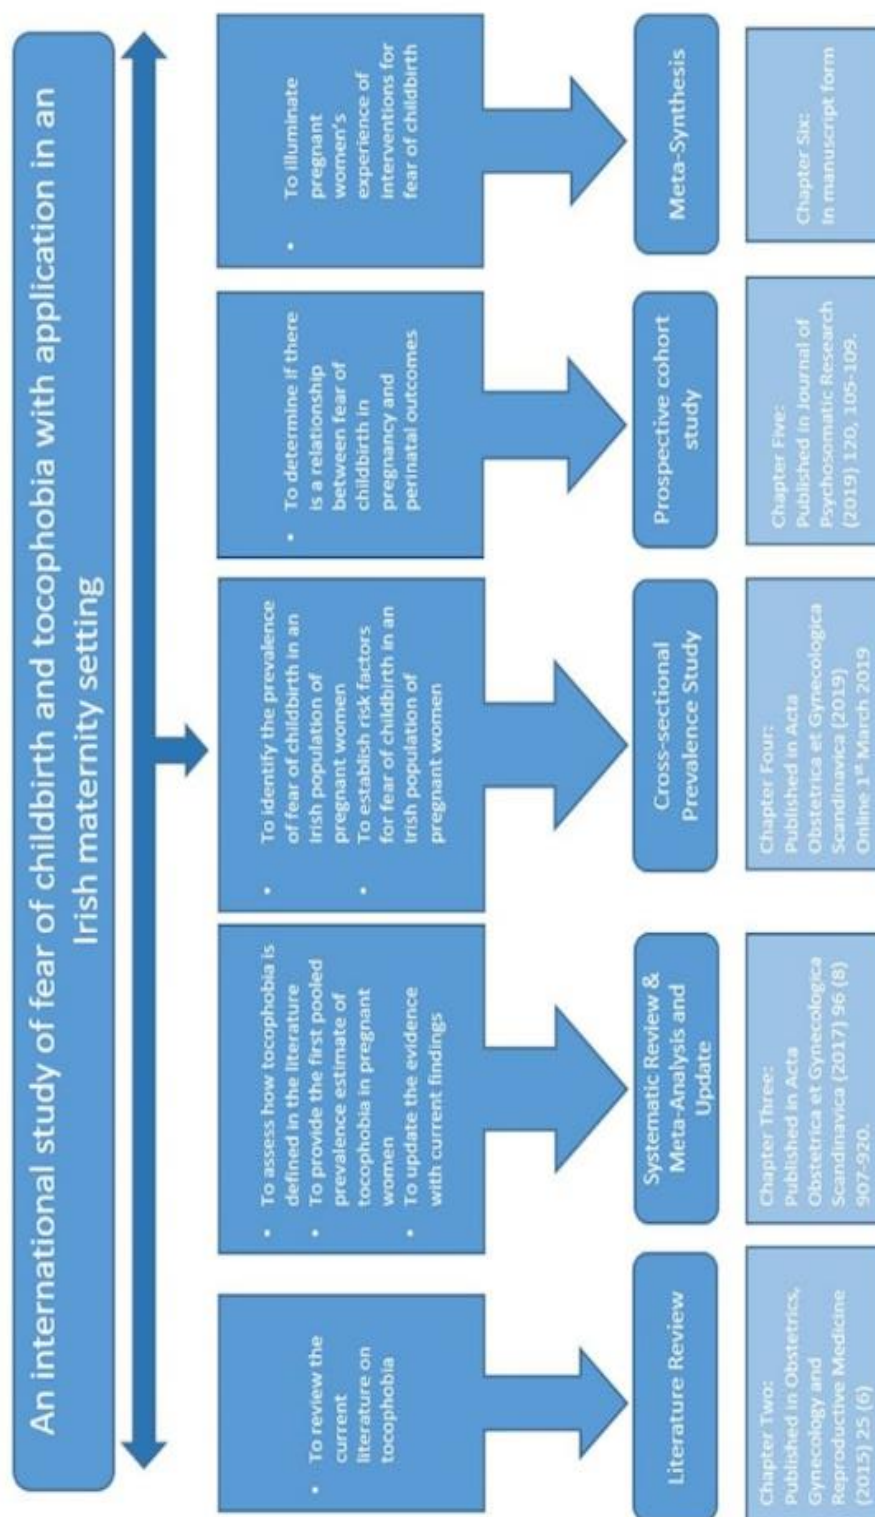 An international study of fear of childbirth and tocophobia with application in an
Irish maternity setting
• To review the
current
literature on
tocophobia
• To assess how tocophobia is
defined in the literature
• To provide the first pooled
prevalence estimate of
tocophobia in pregnant
women
• To update the evidence
with current findings
• To identify the prevalence
of fear of childbirth in an
Irish population of
pregnant women
• To establish risk factors
for fear of childbirth in an
Irish population of
pregnant women
• To determine if there
is a relationship
between fear of
childbirth in
pregnancy and
perinatal outcomes
• To illuminate
pregnant
women's
experience of
interventions for
fear of childbirth
Literature Review
Systematic Review &
Meta-Analysis and
Update
Cross-sectional
Prevalence Study
Prospective cohort
study
Meta-Synthesis
Chapter Two:
Published in Obstetrics,
Gynecology and
Reproductive Medicine
(2015) 25 (6)
Chapter Three:
Published in Acta
Obstetrica et Gynecologica
Scandinavica (2017) 96 (8)
907-920.
Chapter Four:
Published in Acta
Obstetrica et Gynecologica
Scandinavica (2019)
Online 1st March 2019
Chapter Five:
Published in Journal of
Psychosomatic Research
(2019) 120, 105-109.
Chapter Six:
In manuscript form